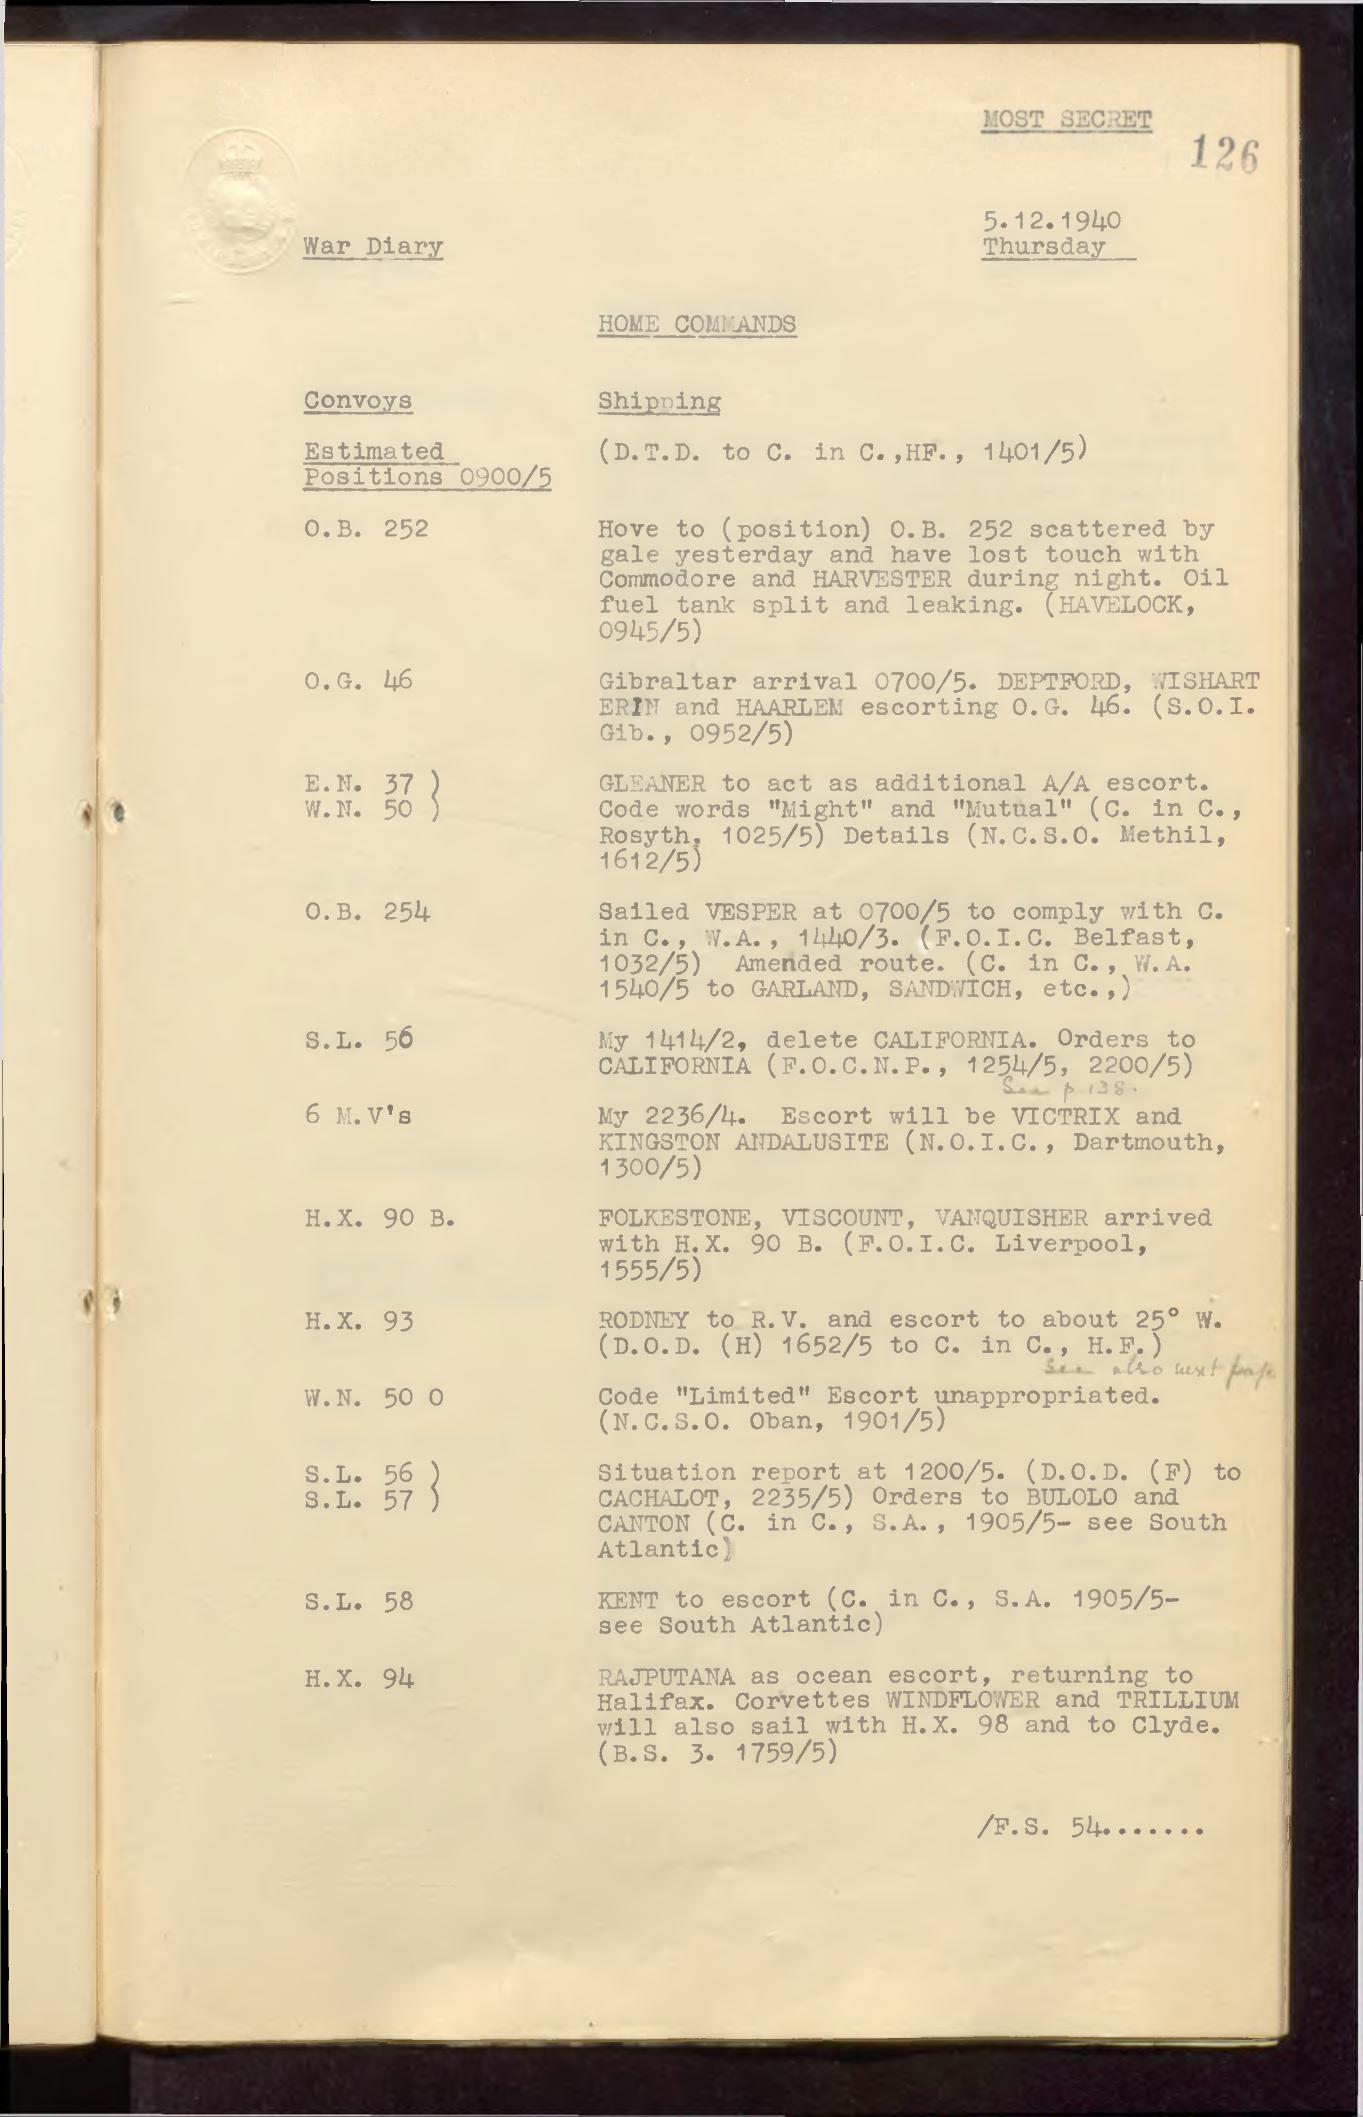 MOST SECRET
126
5.12.1940
War Diary
Thursday
HOME COMMANDS
Convoys
Shipping
Estimated
Positions 0900/5
(D.T.D. to C. in C.,HF., 1401/5)
O.B. 252
Hove to (position) O.B. 252 scattered by
gale yesterday and have lost touch with
Commodore and HARVESTER during night. Oil
fuel tank split and leaking. (HAVELOCK,
0945/5)
O.G. 46
Gibraltar arrival 0700/5. DEPTFORD, WISHART
ERIN and HAARLEM escorting O.G. 46. (S.O.I.
Gib., 0952/5)
E.N. 37 )
W.N. 50 )
GLEANER to act as additional A/A escort.
Code words "Might" and "Mutual" (C. in C.,
Rosyth, 1025/5) Details (N.C.S.O. Methil,
1612/5)
O.B. 254
Sailed VESPER at 0700/5 to comply with C.
in C., W.A., 1440/3. (F.O.I.C. Belfast,
1032/5) Amended route. (C. in C., W.A.
1540/5 to GARLAND, SANDWICH, etc.,)
S.L. 56
My 1414/2, delete CALIFORNIA. Orders to
CALIFORNIA (F.O.C.N.P., 1254/5, 2200/5)
See p 138.
6 M.V's
My 2236/4. Escort will be VICTRIX and
KINGSTON ANDALUSITE (N.O.I.C., Dartmouth,
1300/5)
H.X. 90 B.
FOLKESTONE, VISCOUNT, VANQUISHER arrived
with H.X. 90 B. (F.O.I.C. Liverpool,
1555/5)
H.X. 93
RODNEY to R.V. and escort to about 25° W.
(D.O.D. (H) 1652/5 to C. in C., H.F.)
See also next page
W.N. 50 O
Code "Limited" Escort unappropriated.
(N.C.S.O. Oban, 1901/5)
S.L. 56 )
S.L. 57 )
Situation report at 1200/5. (D.O.D. (F) to
CACHALOT, 2235/5) Orders to BULOLO and
CANTON (C. in C., S.A., 1905/5- see South
Atlantic)
S.L. 58
KENT to escort (C. in C., S.A. 1905/5-
see South Atlantic)
H.X. 94
RAJPUTANA as ocean escort, returning to
Halifax. Corvettes WINDFLOWER and TRILLIUM
will also sail with H.X. 98 and to Clyde.
(B.S. 3. 1759/5)
/F.S. 54.......